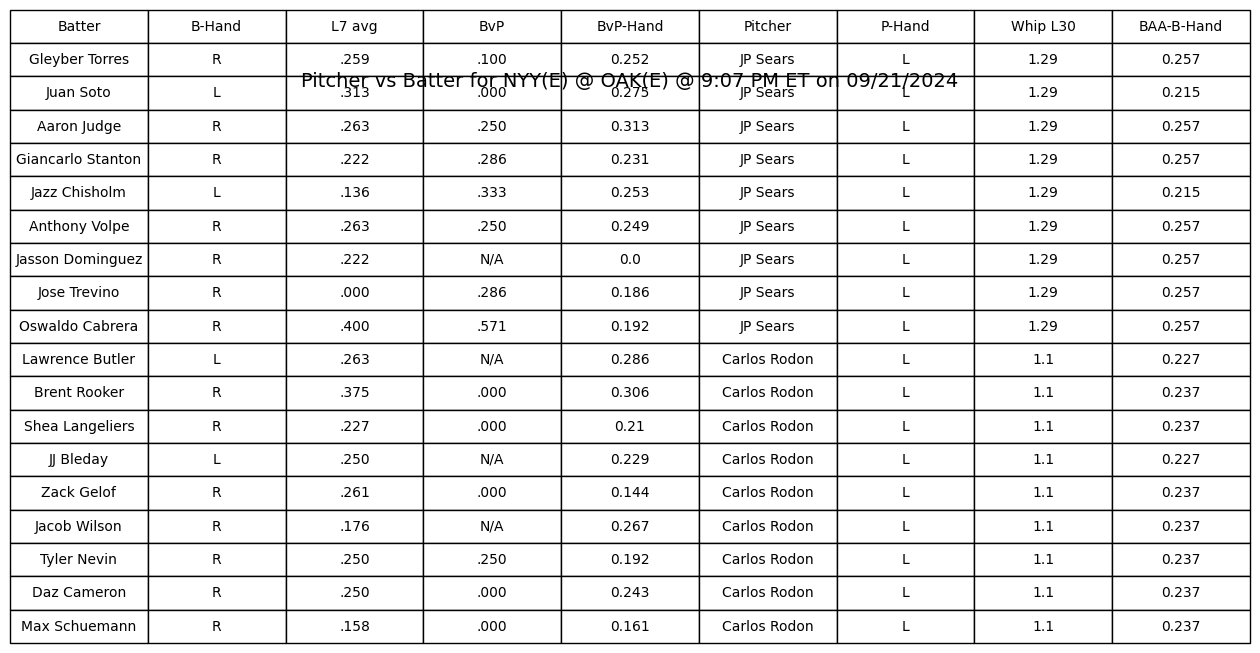 Batter B-Hand L7 avg BvP BvP-Hand Pitcher P-Hand Whip L30 BAA-B-Hand
Gleyber Torres R .259 .100 0.252 JP Sears L 1.29 0.257
Pitcher vs Batter for NYY(E) @ OAK(E) @ 9:07 PM ET on 09/21/2024
Juan Soto L .313 .000 0.275 JP Sears L 1.29 0.215
Aaron Judge R .263 .250 0.313 JP Sears L 1.29 0.257
Giancarlo Stanton R .222 .286 0.231 JP Sears L 1.29 0.257
Jazz Chisholm L .136 .333 0.253 JP Sears L 1.29 0.215
Anthony Volpe R .263 .250 0.249 JP Sears L 1.29 0.257
Jasson Dominguez R .222 N/A 0.0 JP Sears L 1.29 0.257
Jose Trevino R .000 .286 0.186 JP Sears L 1.29 0.257
Oswaldo Cabrera R .400 .571 0.192 JP Sears L 1.29 0.257
Lawrence Butler L .263 N/A 0.286 Carlos Rodon L 1.1 0.227
Brent Rooker R .375 .000 0.306 Carlos Rodon L 1.1 0.237
Shea Langeliers R .227 .000 0.21 Carlos Rodon L 1.1 0.237
JJ Bleday L .250 N/A 0.229 Carlos Rodon L 1.1 0.227
Zack Gelof R .261 .000 0.144 Carlos Rodon L 1.1 0.237
Jacob Wilson R .176 N/A 0.267 Carlos Rodon L 1.1 0.237
Tyler Nevin R .250 .250 0.192 Carlos Rodon L 1.1 0.237
Daz Cameron R .250 .000 0.243 Carlos Rodon L 1.1 0.237
Max Schuemann R .158 .000 0.161 Carlos Rodon L 1.1 0.237